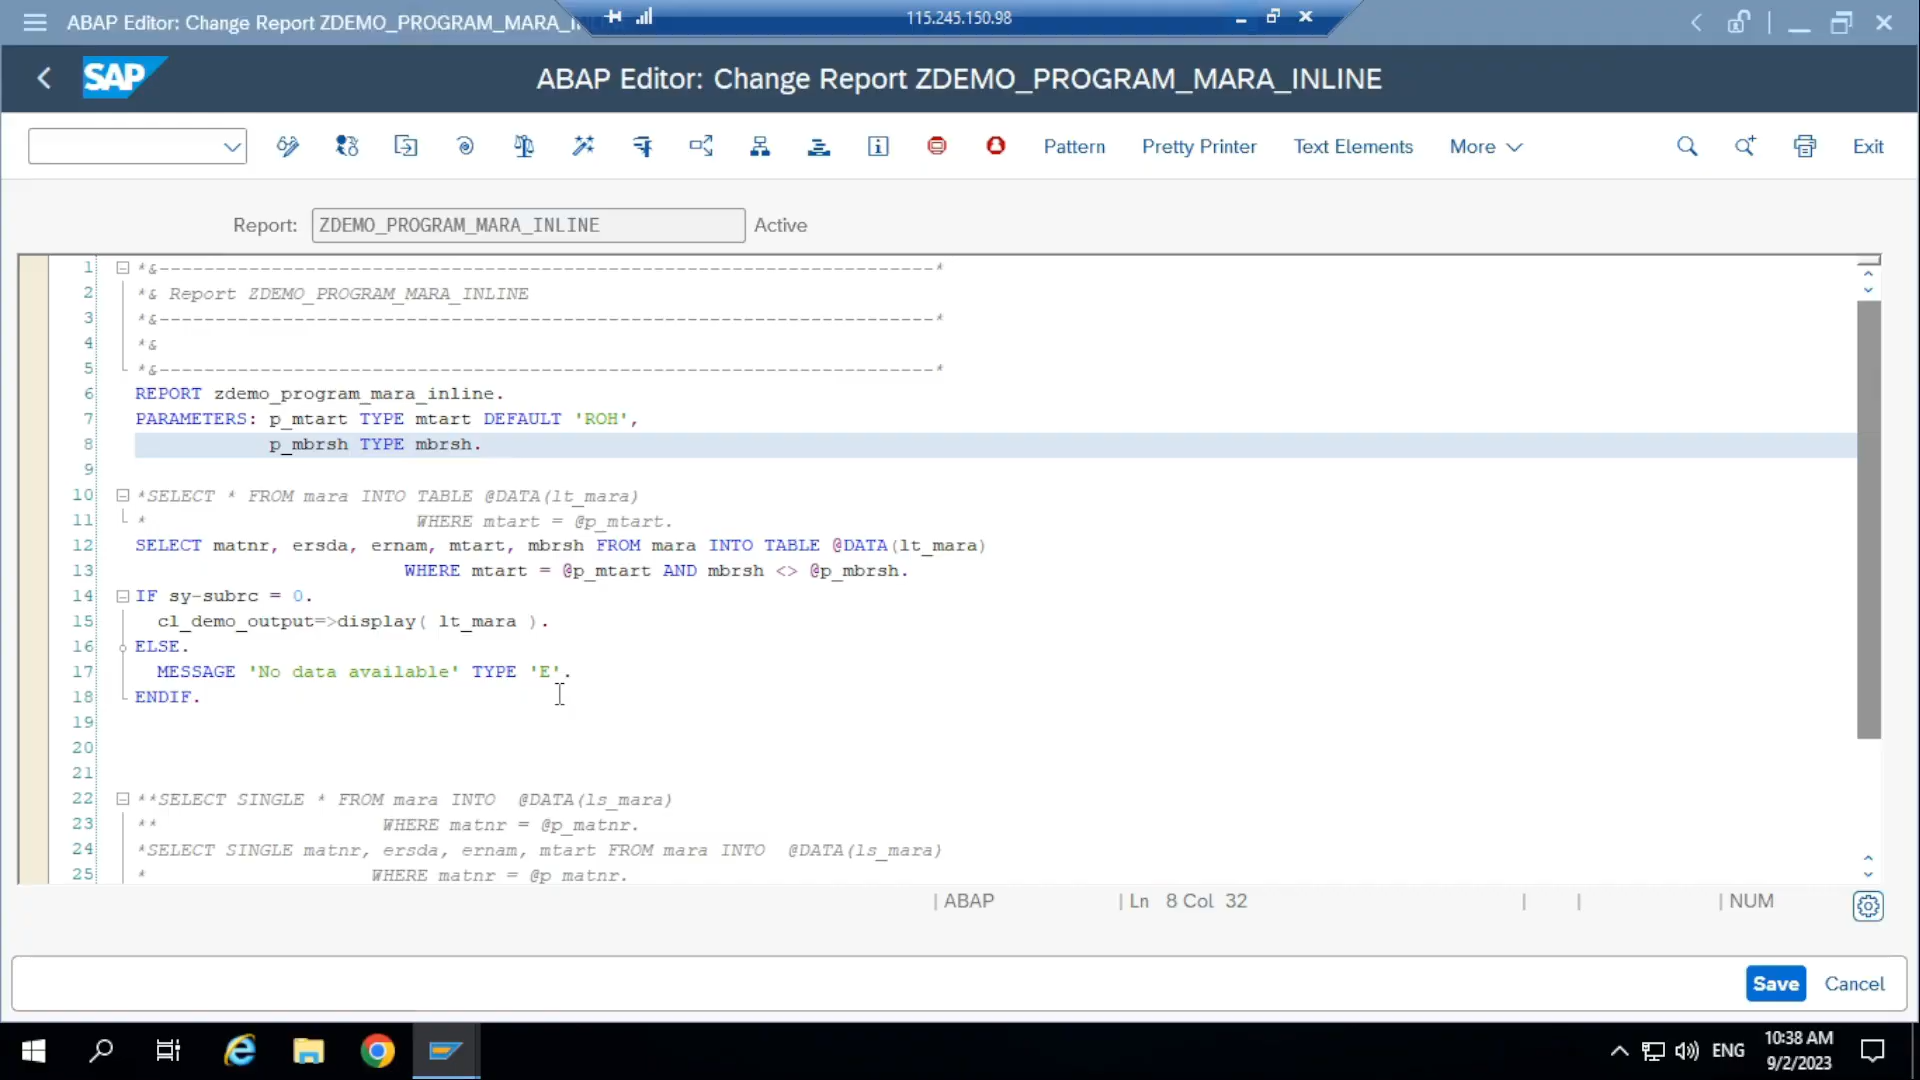 ABAP Editor: Change Report ZDEMO_PROGRAM_MARA_I
115.245.150.98
SAP
ABAP Editor: Change Report ZDEMO_PROGRAM_MARA_INLINE
Pattern
Pretty Printer
Text Elements
More
Exit
Report:
ZDEMO_PROGRAM_MARA_INLINE
Active
1 *&---------------------------------------------------------------------*
2 *& Report ZDEMO_PROGRAM_MARA_INLINE
3 *&---------------------------------------------------------------------*
4 *&
5 *&---------------------------------------------------------------------*
6 REPORT zdemo_program_mara_inline.
7 PARAMETERS: p_mtart TYPE mtart DEFAULT 'ROH',
8 p_mbrsh TYPE mbrsh.
9
10 *SELECT * FROM mara INTO TABLE @DATA(lt_mara)
11 * WHERE mtart = @p_mtart.
12 SELECT matnr, ersda, ernam, mtart, mbrsh FROM mara INTO TABLE @DATA(lt_mara)
13 WHERE mtart = @p_mtart AND mbrsh <> @p_mbrsh.
14 IF sy-subrc = 0.
15 cl_demo_output=>display( lt_mara ).
16 ELSE.
17 MESSAGE 'No data available' TYPE 'E'.
18 ENDIF.
19
20
21
22 **SELECT SINGLE * FROM mara INTO @DATA(ls_mara)
23 ** WHERE matnr = @p_matnr.
24 *SELECT SINGLE matnr, ersda, ernam, mtart FROM mara INTO @DATA(ls_mara)
25 * WHERE matnr = @p_matnr.
| ABAP | Ln 8 Col 32 | | | NUM
Save
Cancel
ENG
10:38 AM
9/2/2023